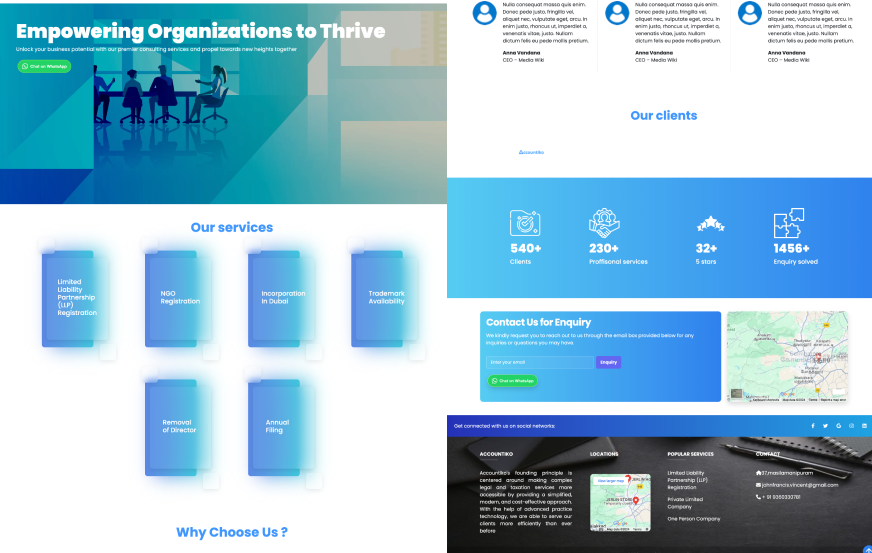 Empowering Organizations to Thrive
Unlock your business potential with our premier consulting services and propel towards new heights together
Chat on WhatsApp
Our services
Limited
Liability
Partnership
(LLP)
Registration
NGO
Registration
Incorporation
In Dubai
Trademark
Availability
Removal
of Director
Annual
Filing
Why Choose Us ?
Nulla consequat massa quis enim.
Donec pede justo, fringilla vel,
aliquet nec, vulputate eget, arcu. In
enim justo, rhoncus ut, imperdiet a,
venenatis vitae, justo. Nullam
dictum felis eu pede mollis pretium.
Anna Vandana
CEO - Media Wiki
Nulla consequat massa quis enim.
Donec pede justo, fringilla vel,
aliquet nec, vulputate eget, arcu. In
enim justo, rhoncus ut, imperdiet a,
venenatis vitae, justo. Nullam
dictum felis eu pede mollis pretium.
Anna Vandana
CEO - Media Wiki
Nulla consequat massa quis enim.
Donec pede justo, fringilla vel,
aliquet nec, vulputate eget, arcu. In
enim justo, rhoncus ut, imperdiet a,
venenatis vitae, justo. Nullam
dictum felis eu pede mollis pretium.
Anna Vandana
CEO - Media Wiki
Our clients
Accountiko
540+
Clients
230+
Proffisonal services
32+
5 stars
1456+
Enquiry solved
Contact Us for Enquiry
We kindly request you to reach out to us through the email box provided below for any
inquiries or questions you may have.
Enter your email
Enquiry
Chat on WhatsApp
Get connected with us on social networks:
ACCOUNTIKO
Accountiko's founding principle is
centered around making complex
legal and taxation services more
accessible by providing a simplified,
modern, and cost-effective approach.
With the help of advanced practice
technology, we are able to serve our
clients more efficiently than ever
before
LOCATIONS
View larger map
JERLIN STORE
POPULAR SERVICES
Limited Liability
Partnership (LLP)
Registration
Private Limited
Company
One Person Company
CONTACT
37,masilamanipuram
johnfrancis.vincent@gmail.com
+ 91 9360330781